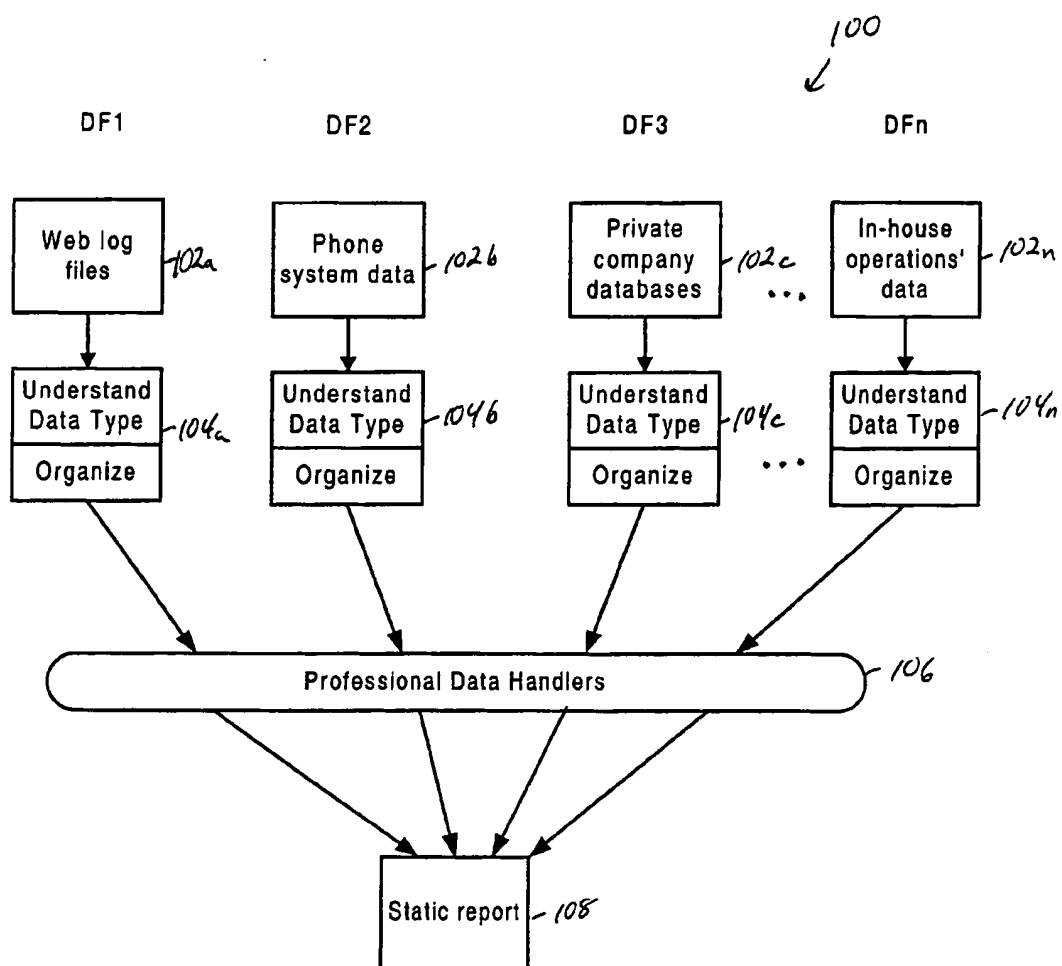 100
DF1 DF2 DF3 DFn
Web log
files
102a
Phone
system data
102b
Private
company
databases
102c
...
In-house
operations'
data
102n
Understand
Data Type
Organize
104a
Understand
Data Type
Organize
104b
Understand
Data Type
Organize
104c
...
Understand
Data Type
Organize
104n
Professional Data Handlers
106
Static report
108